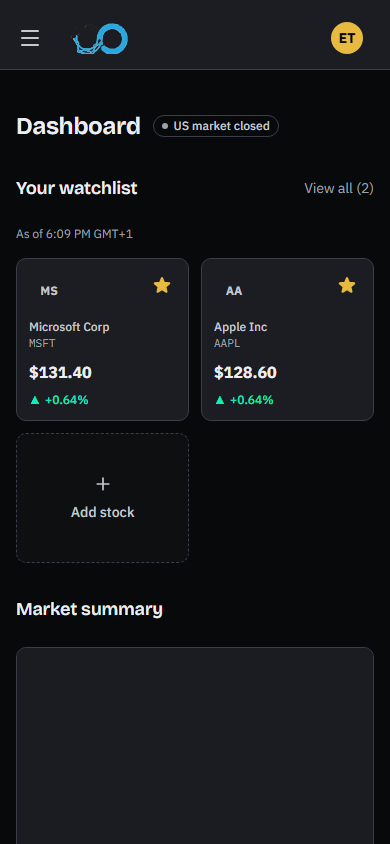 ET
Dashboard
US market closed
Your watchlist
View all (2)
As of 6:09 PM GMT+1
MS
Microsoft Corp
MSFT
$131.40
▲ +0.64%
AA
Apple Inc
AAPL
$128.60
▲ +0.64%
+
Add stock
Market summary